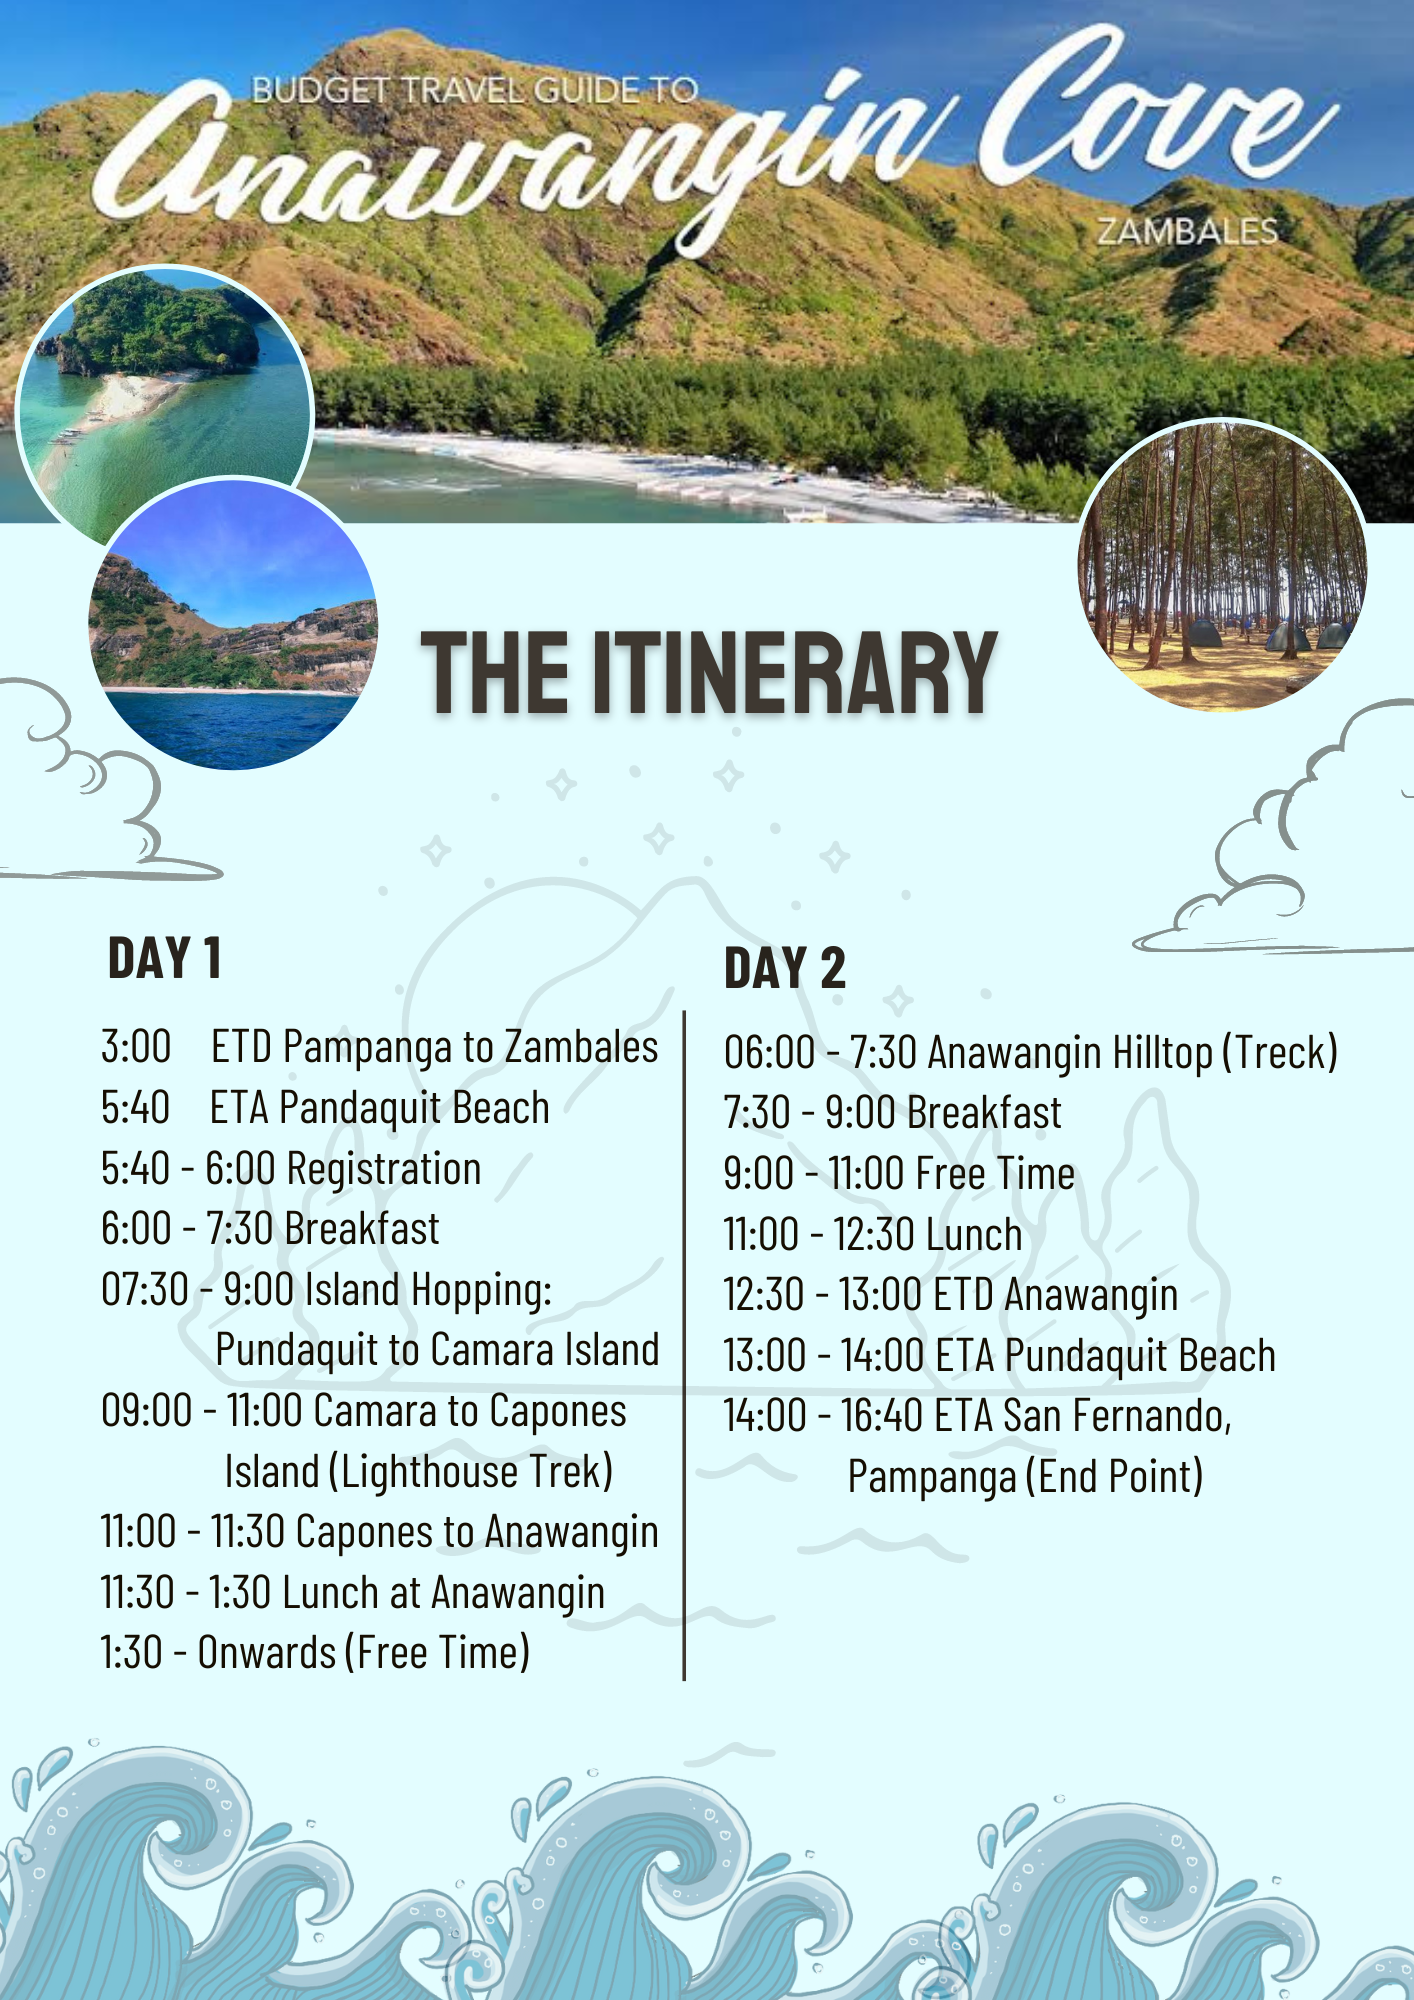 BUDGET TRAVEL GUIDE TO
Anawangin Cove
ZAMBALES
THE ITINERARY
DAY 1
3:00 ETD Pampanga to Zambales
5:40 ETA Pandaquit Beach
5:40 - 6:00 Registration
6:00 - 7:30 Breakfast
07:30 - 9:00 Island Hopping:
Pundaquit to Camara Island
09:00 - 11:00 Camara to Capones
Island (Lighthouse Trek)
11:00 - 11:30 Capones to Anawangin
11:30 - 1:30 Lunch at Anawangin
1:30 - Onwards (Free Time)
DAY 2
06:00 - 7:30 Anawangin Hilltop (Treck)
7:30 - 9:00 Breakfast
9:00 - 11:00 Free Time
11:00 - 12:30 Lunch
12:30 - 13:00 ETD Anawangin
13:00 - 14:00 ETA Pundaquit Beach
14:00 - 16:40 ETA San Fernando,
Pampanga (End Point)